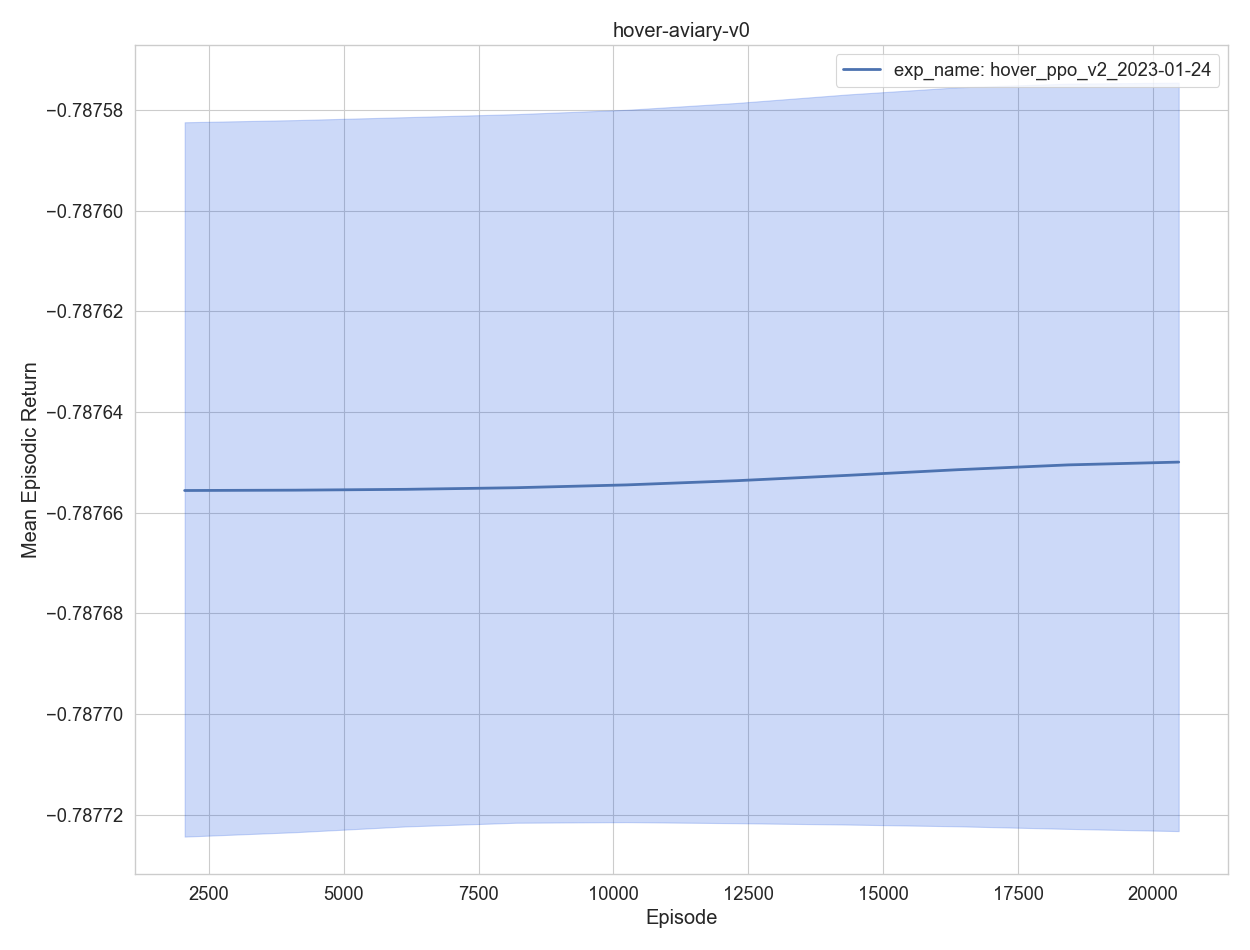 hover-aviary-v0
exp_name: hover_ppo_v2_2023-01-24
−0.78758
−0.78760
−0.78762
−0.78764
−0.78766
−0.78768
−0.78770
−0.78772
Mean Episodic Return
2500 5000 7500 10000 12500 15000 17500 20000
Episode